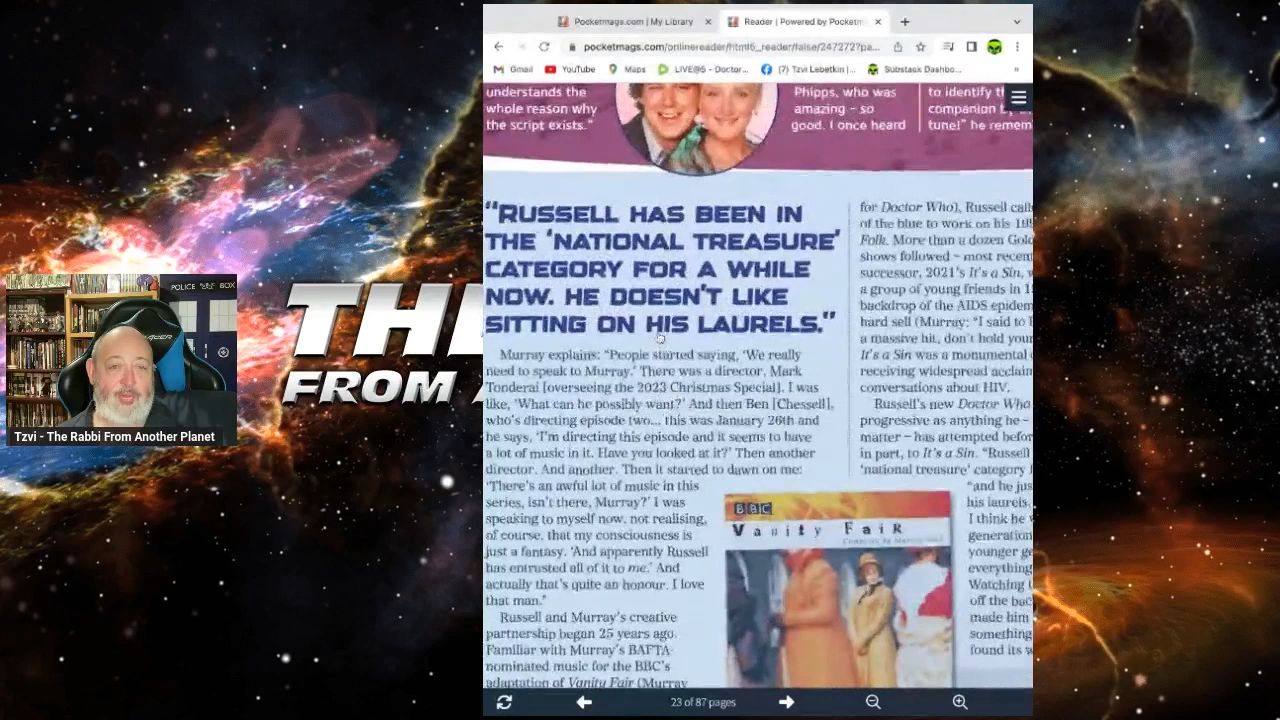 Pocketmags.com | My Library
Reader | Powered by Pocketm
pocketmags.com/onlinereader/html5_reader/false/247272?pa...
Gmail
YouTube
Maps
LIVE@5 - Doctor...
(7) Tzvi Lebetkin |...
Substack Dashbo...
»
understands the
whole reason why
the script exists.”
Phipps, who was
amazing – so
good. I once heard
to identify th
companion by
tune!” he remem
“RUSSELL HAS BEEN IN
THE ‘NATIONAL TREASURE’
CATEGORY FOR A WHILE
NOW. HE DOESN’T LIKE
SITTING ON HIS LAURELS.”
Murray explains: “People started saying, ‘We really
need to speak to Murray.’ There was a director, Mark
Tonderai [overseeing the 2023 Christmas Special]. I was
like, ‘What can he possibly want?’ And then Ben [Chessell],
who’s directing episode two... this was January 26th and
he says, ‘I’m directing this episode and it seems to have
a lot of music in it. Have you looked at it?’ Then another
director. And another. Then it started to dawn on me:
‘There’s an awful lot of music in this
series, isn’t there, Murray?’ I was
speaking to myself now, not realising,
of course, that my consciousness is
just a fantasy. ‘And apparently Russell
has entrusted all of it to me.’ And
actually that’s quite an honour. I love
that man.”
Russell and Murray’s creative
partnership began 25 years ago.
Familiar with Murray’s BAFTA-
nominated music for the BBC’s
adaptation of Vanity Fair (Murray
for Doctor Who), Russell call
of the blue to work on his 199
Folk. More than a dozen Gold
shows followed – most recen
successor, 2021’s It’s a Sin, w
a group of young friends in 1
backdrop of the AIDS epidem
hard sell (Murray: “I said to
a massive hit, don’t hold your
It’s a Sin was a monumental
receiving widespread acclaim
conversations about HIV.
Russell’s new Doctor Who
progressive as anything he –
matter – has attempted befor
in part, to It’s a Sin. “Russell
‘national treasure’ category
“and he jus
his laurels.
I think he
generation
younger ge
everything
Watching
off the bac
made him
something
found its w
BBC
Vanity Fair
23 of 87 pages
POLICE BOX
THE
FROM A
Tzvi - The Rabbi From Another Planet